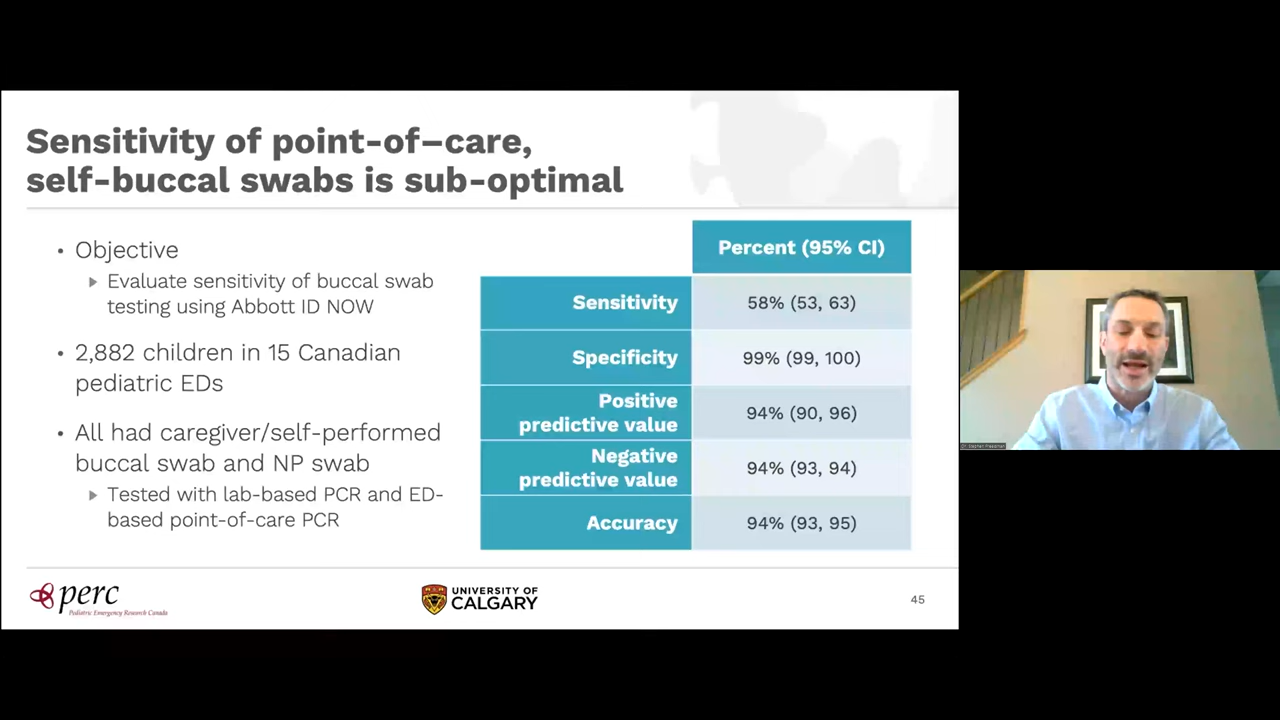 Sensitivity of point-of–care,
self-buccal swabs is sub-optimal
• Objective
Evaluate sensitivity of buccal swab
testing using Abbott ID NOW
• 2,882 children in 15 Canadian
pediatric EDs
• All had caregiver/self-performed
buccal swab and NP swab
Tested with lab-based PCR and ED-
based point-of-care PCR
Percent (95% CI)
Sensitivity 58% (53, 63)
Specificity 99% (99, 100)
Positive
predictive value 94% (90, 96)
Negative
predictive value 94% (93, 94)
Accuracy 94% (93, 95)
perc
Pediatric Emergency Research Canada
UNIVERSITY OF
CALGARY
45